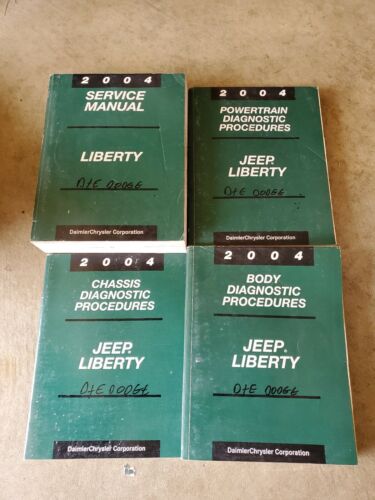 2004
SERVICE
MANUAL
LIBERTY
D+E DODGE
DaimlerChrysler Corporation
2004
POWERTRAIN
DIAGNOSTIC
PROCEDURES
JEEP®
LIBERTY
D+E DODGE
DaimlerChrysler Corporation
2004
CHASSIS
DIAGNOSTIC
PROCEDURES
JEEP®
LIBERTY
D+E DODGE
DaimlerChrysler Corporation
2004
BODY
DIAGNOSTIC
PROCEDURES
JEEP®
LIBERTY
D+E DODGE
DaimlerChrysler Corporation